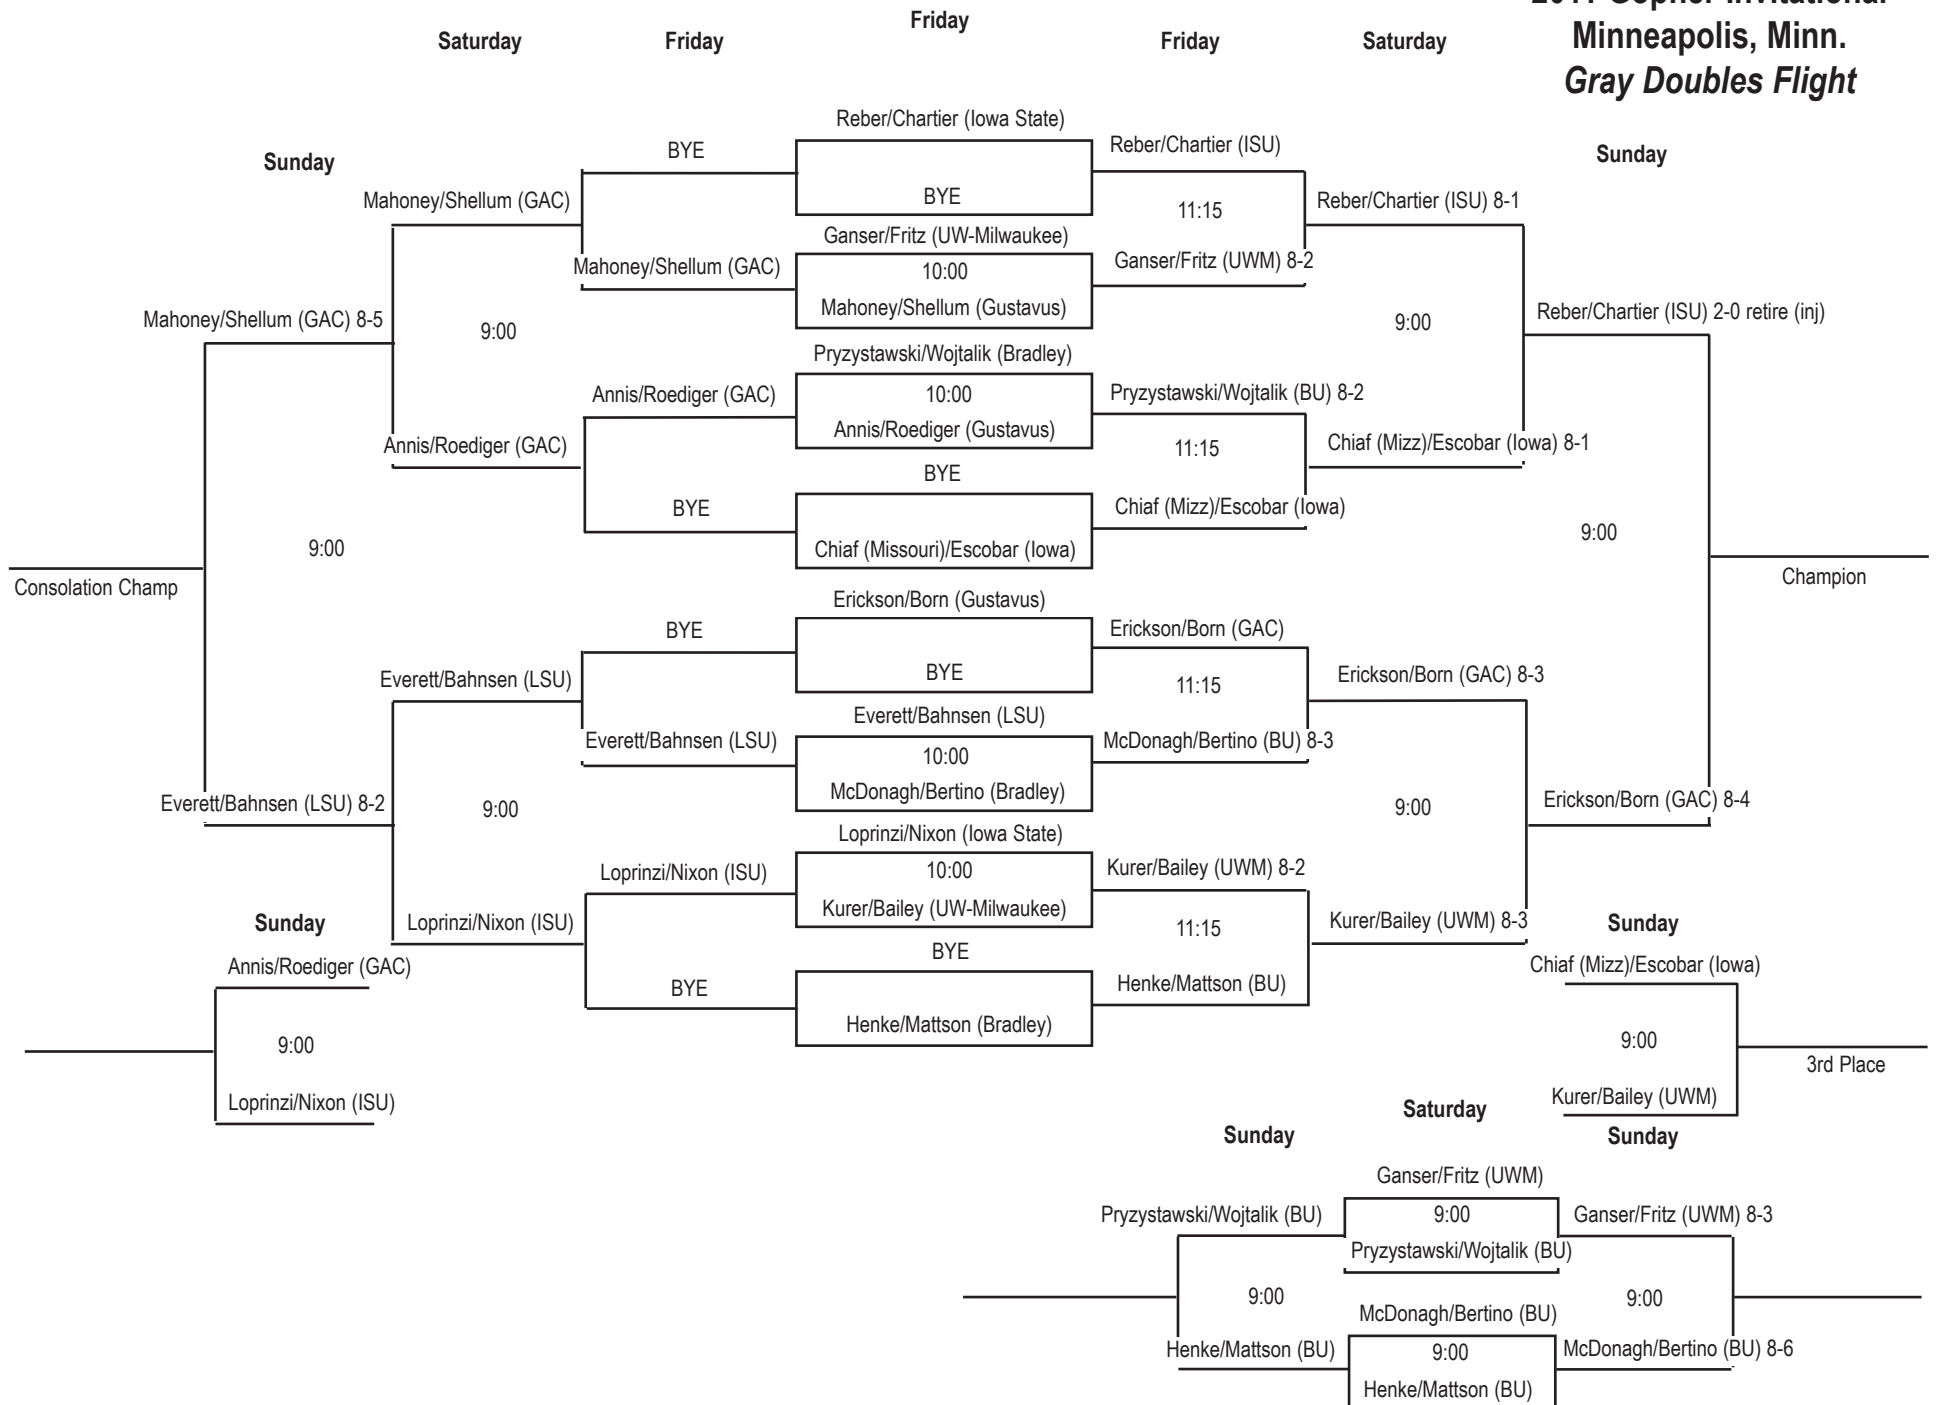 Minneapolis, Minn.
Gray Doubles Flight
Friday
Saturday
Friday
Friday
Saturday
Sunday
Sunday
Reber/Chartier (Iowa State)
BYE
BYE
Reber/Chartier (ISU)
Mahoney/Shellum (GAC)
11:15
Reber/Chartier (ISU) 8-1
Ganser/Fritz (UW-Milwaukee)
Mahoney/Shellum (GAC)
10:00
Ganser/Fritz (UWM) 8-2
Mahoney/Shellum (Gustavus)
Mahoney/Shellum (GAC) 8-5
9:00
9:00
Reber/Chartier (ISU) 2-0 retire (inj)
Pryzystawski/Wojtalik (Bradley)
Annis/Roediger (GAC)
10:00
Pryzystawski/Wojtalik (BU) 8-2
Annis/Roediger (Gustavus)
Annis/Roediger (GAC)
11:15
Chiaf (Mizz)/Escobar (Iowa) 8-1
BYE
BYE
Chiaf (Mizz)/Escobar (Iowa)
Chiaf (Missouri)/Escobar (Iowa)
9:00
9:00
Consolation Champ
Champion
Erickson/Born (Gustavus)
BYE
Erickson/Born (GAC)
BYE
Everett/Bahnsen (LSU)
11:15
Erickson/Born (GAC) 8-3
Everett/Bahnsen (LSU)
Everett/Bahnsen (LSU)
10:00
McDonagh/Bertino (BU) 8-3
McDonagh/Bertino (Bradley)
Everett/Bahnsen (LSU) 8-2
9:00
9:00
Erickson/Born (GAC) 8-4
Loprinzi/Nixon (Iowa State)
Loprinzi/Nixon (ISU)
10:00
Kurer/Bailey (UWM) 8-2
Kurer/Bailey (UW-Milwaukee)
Sunday
Loprinzi/Nixon (ISU)
11:15
Kurer/Bailey (UWM) 8-3
Sunday
BYE
Annis/Roediger (GAC)
BYE
Henke/Mattson (BU)
Chiaf (Mizz)/Escobar (Iowa)
Henke/Mattson (Bradley)
9:00
9:00
3rd Place
Loprinzi/Nixon (ISU)
Kurer/Bailey (UWM)
Saturday
Sunday
Sunday
Ganser/Fritz (UWM)
Pryzystawski/Wojtalik (BU)
9:00
Ganser/Fritz (UWM) 8-3
Pryzystawski/Wojtalik (BU)
9:00
9:00
McDonagh/Bertino (BU)
Henke/Mattson (BU)
9:00
McDonagh/Bertino (BU) 8-6
Henke/Mattson (BU)